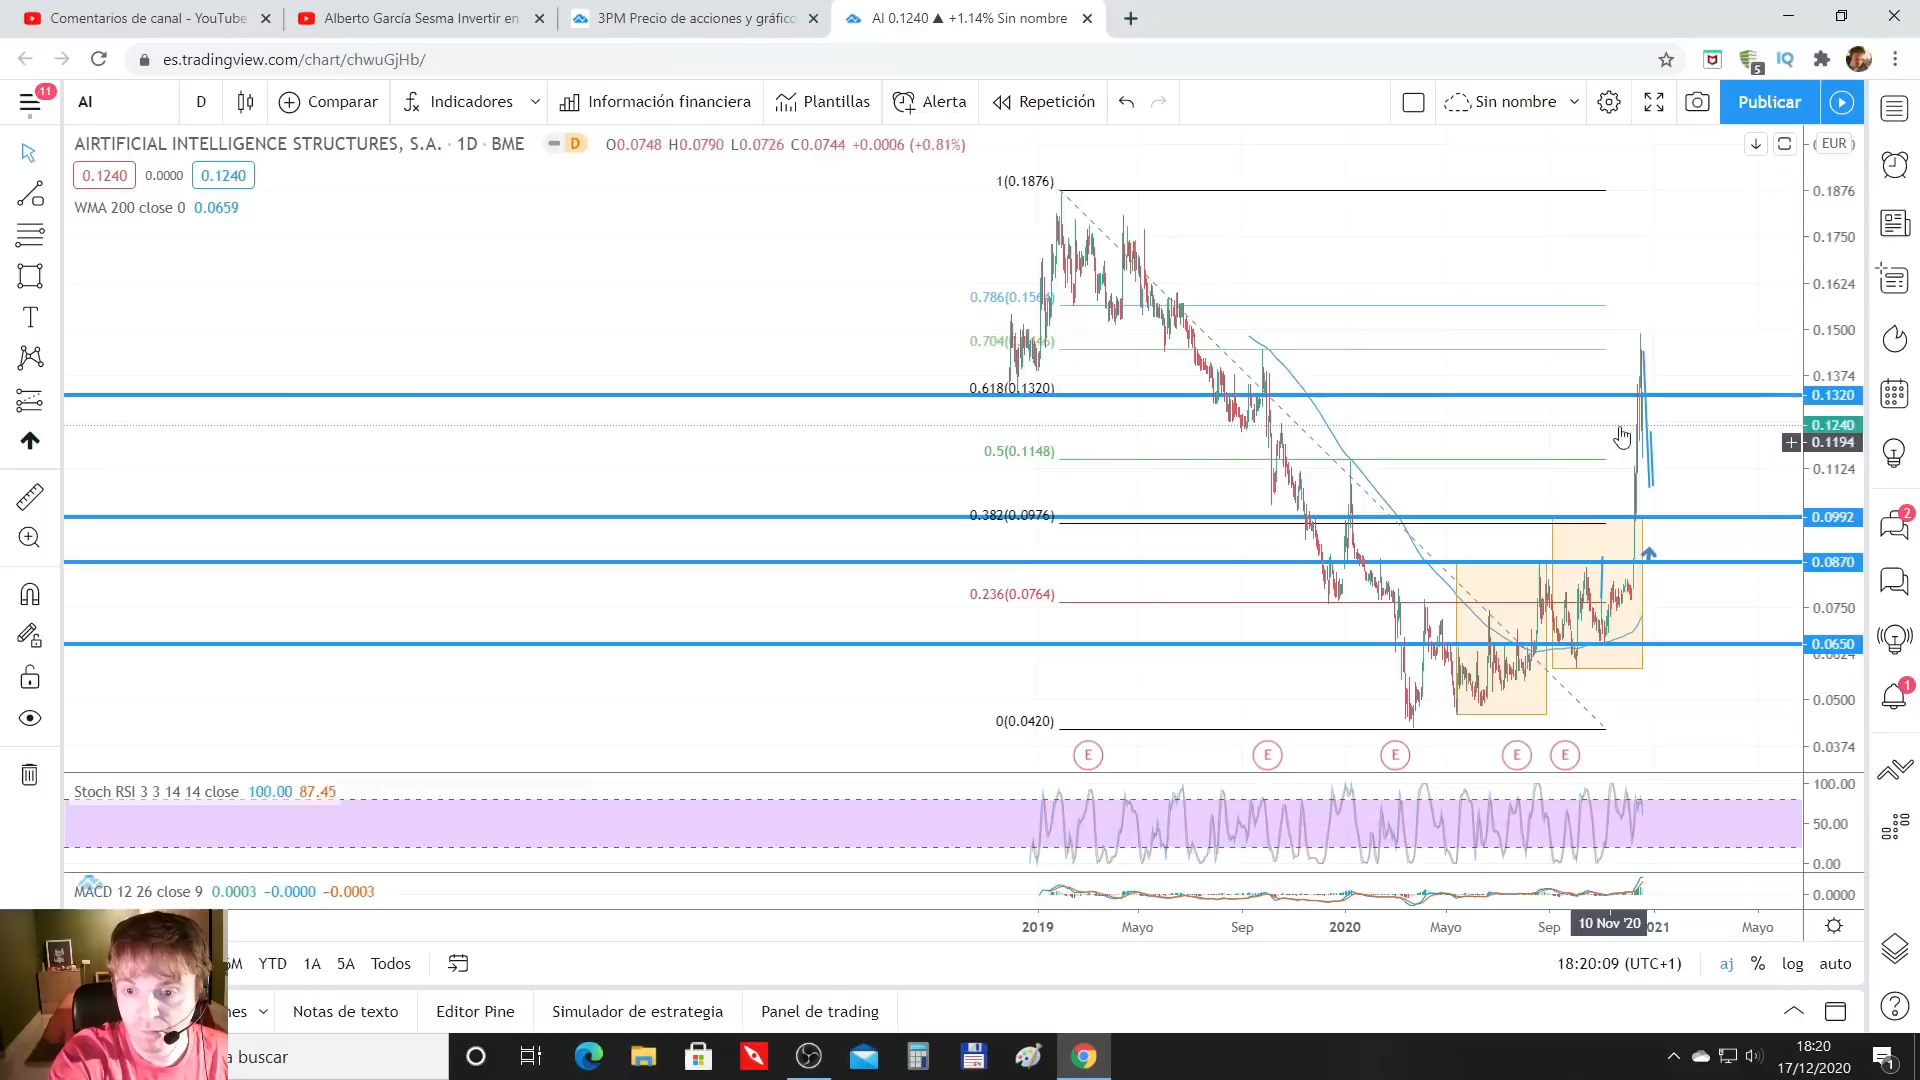 Comentarios de canal - YouTube
Alberto García Sesma Invertir en
3PM Precio de acciones y gráfico
AI 0.1240 ▲ +1.14% Sin nombre
es.tradingview.com/chart/chwuGjHb/
5
IQ
11
AI
D
Comparar
Indicadores
Información financiera
Plantillas
Alerta
Repetición
Sin nombre
Publicar
AIRTIFICIAL INTELLIGENCE STRUCTURES, S.A. · 1D · BME
D
O0.0748 H0.0790 L0.0726 C0.0744 +0.0006 (+0.81%)
EUR
0.1240
0.0000
0.1240
WMA 200 close 0 0.0659
1(0.1876)
0.786(0.1564)
0.618(0.1320)
0.5(0.1148)
0.382(0.0976)
0.236(0.0764)
0(0.0420)
0.1876
0.1750
0.1624
0.1500
0.1374
0.1320
0.1240
0.1194
0.1124
0.0992
0.0870
0.0750
0.0650
0.0624
0.0500
0.0374
E
E
E
E
E
Stoch RSI 3 3 14 14 close 100.00 87.45
100.00
50.00
0.00
MACD 12 26 close 9 0.0003 −0.0000 −0.0003
0.0000
2019
Mayo
Sep
2020
Mayo
Sep
10 Nov '20
021
Mayo
YTD
1A
5A
Todos
18:20:09 (UTC+1)
aj
%
log
auto
nes
Notas de texto
Editor Pine
Simulador de estrategia
Panel de trading
2
1
a buscar
18:20
17/12/2020
1